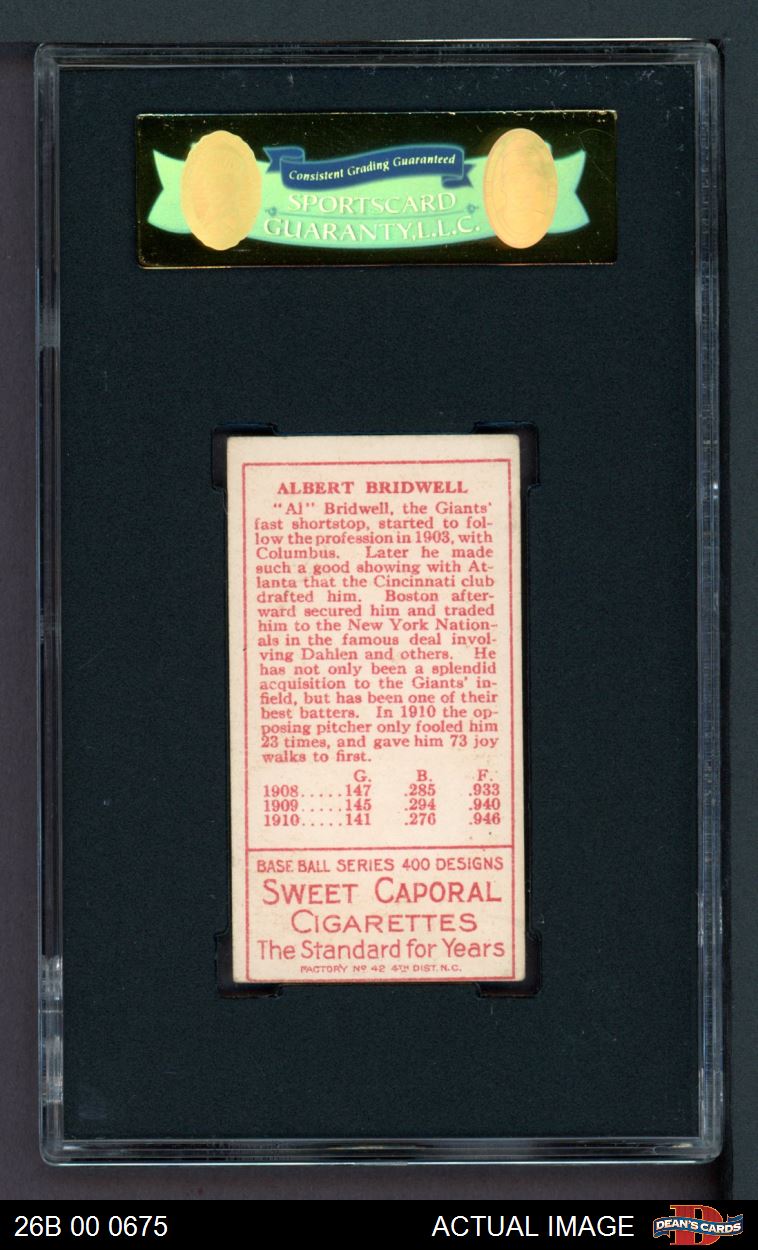 Consistent Grading Guaranteed
SPORTSCARD
GUARANTY, L.L.C.
ALBERT BRIDWELL
"Al" Bridwell, the Giants'
fast shortstop, started to fol-
low the profession in 1903, with
Columbus. Later he made
such a good showing with At-
lanta that the Cincinnati club
drafted him. Boston after-
ward secured him and traded
him to the New York Nation-
als in the famous deal invol-
ving Dahlen and others. He
has not only been a splendid
acquisition to the Giants' in-
field, but has been one of their
best batters. In 1910 the op-
posing pitcher only fooled him
23 times, and gave him 73 joy
walks to first.
G. B. F.
1908.....147 .285 .933
1909.....145 .294 .940
1910.....141 .276 .946
BASE BALL SERIES 400 DESIGNS
SWEET CAPORAL
CIGARETTES
The Standard for Years
FACTORY Nº 42 4TH DIST. N.C.
26B 00 0675 ACTUAL IMAGE DEAN'S CARDS